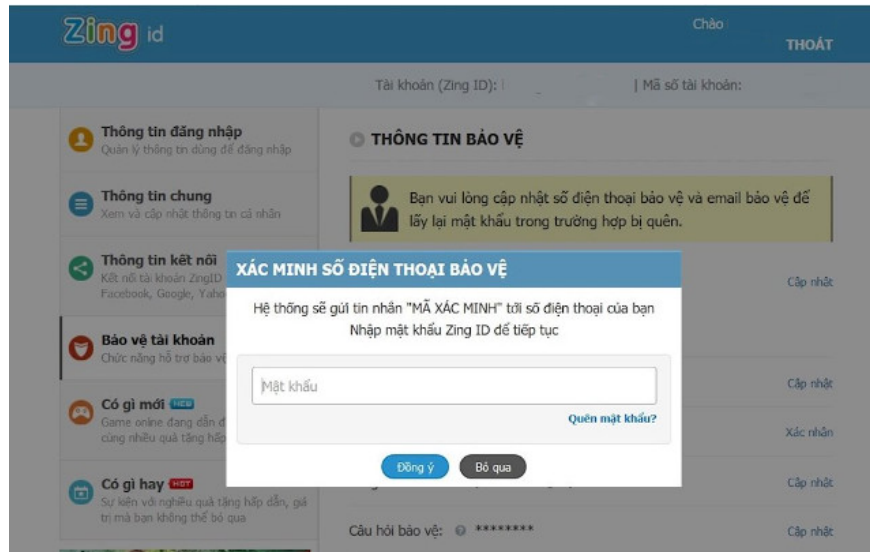 Zing id
Chào
THOÁT
Tài khoản (Zing ID):
| Mã số tài khoản:
Thông tin đăng nhập
Quản lý thông tin dùng để đăng nhập
Thông tin chung
Xem và cập nhật thông tin cá nhân
Thông tin kết nối
Kết nối tài khoản ZingID
Facebook, Google, Yaho
Bảo vệ tài khoản
Chức năng hỗ trợ bảo vệ
Có gì mới NEW
Game online đang dẫn đ
cùng nhiều quà tặng hấp
Có gì hay HOT
Sự kiện với nghiều quà tặng hấp dẫn, giá
trị mà bạn không thể bỏ qua
THÔNG TIN BẢO VỆ
Bạn vui lòng cập nhật số điện thoại bảo vệ và email bảo vệ để
lấy lại mật khẩu trong trường hợp bị quên.
Cập nhật
XÁC MINH SỐ ĐIỆN THOẠI BẢO VỆ
Hệ thống sẽ gửi tin nhắn "MÃ XÁC MINH" tới số điện thoại của bạn
Nhập mật khẩu Zing ID để tiếp tục
Mật khẩu
Quên mật khẩu?
Đồng ý Bỏ qua
Cập nhật
Xác nhận
Cập nhật
Câu hỏi bảo vệ: ******** Cập nhật